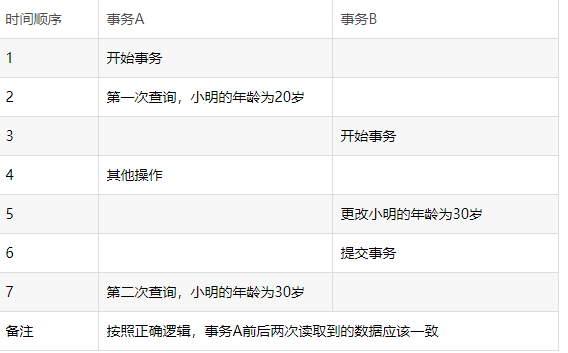 时间顺序 事务A 事务B
1 开始事务
2 第一次查询，小明的年龄为20岁
3 开始事务
4 其他操作
5 更改小明的年龄为30岁
6 提交事务
7 第二次查询，小明的年龄为30岁
备注 按照正确逻辑，事务A前后两次读取到的数据应该一致